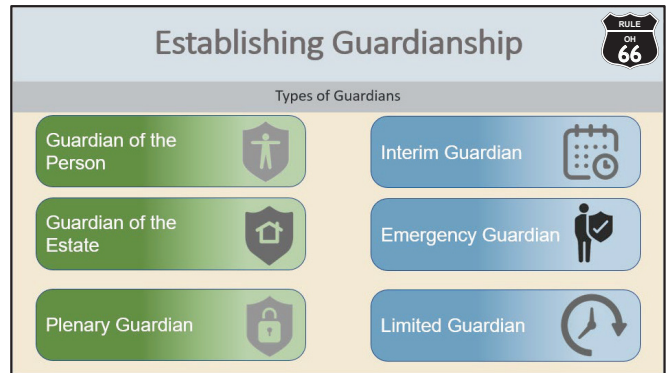 Establishing Guardianship
RULE
OH
66
Types of Guardians
Guardian of the
Person
Interim Guardian
Guardian of the
Estate
Emergency Guardian
Plenary Guardian
Limited Guardian